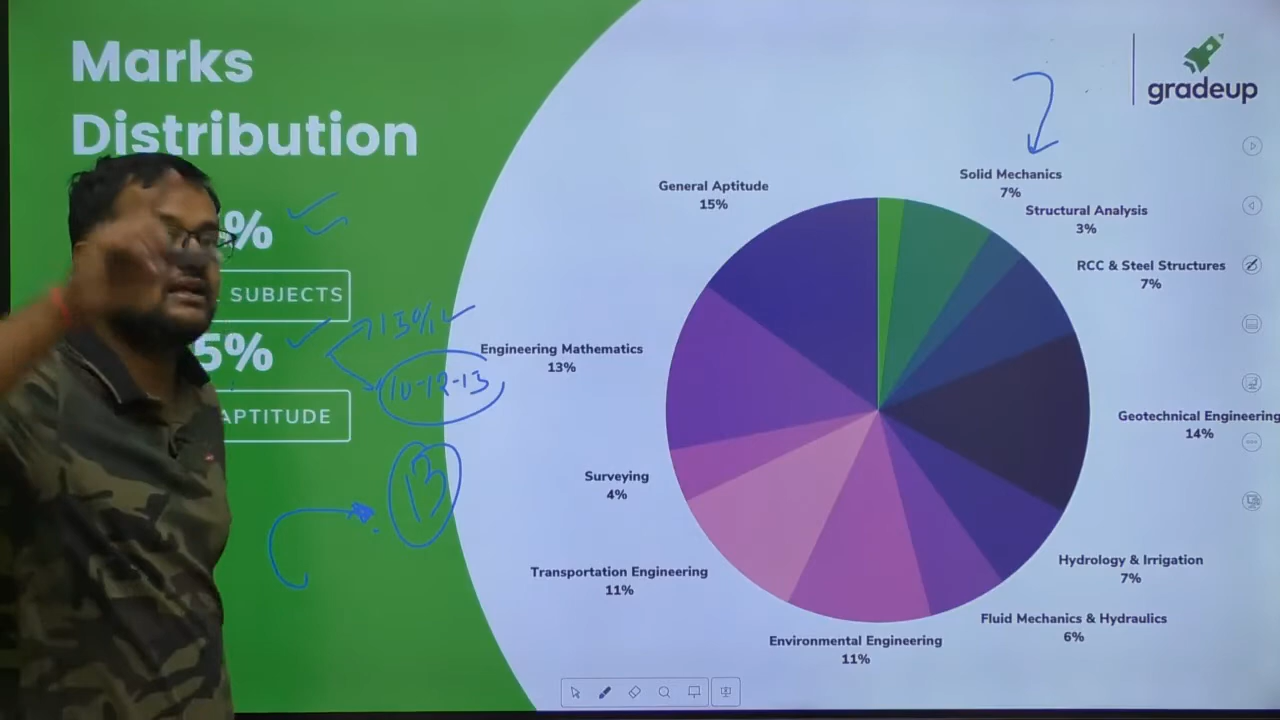 Marks
Distribution
gradeup
%
SUBJECTS
5%
APTITUDE
13%
10-12-13
13
General Aptitude
15%
Solid Mechanics
7%
Structural Analysis
3%
RCC & Steel Structures
7%
Engineering Mathematics
13%
Geotechnical Engineering
14%
Surveying
4%
Hydrology & Irrigation
7%
Transportation Engineering
11%
Fluid Mechanics & Hydraulics
6%
Environmental Engineering
11%